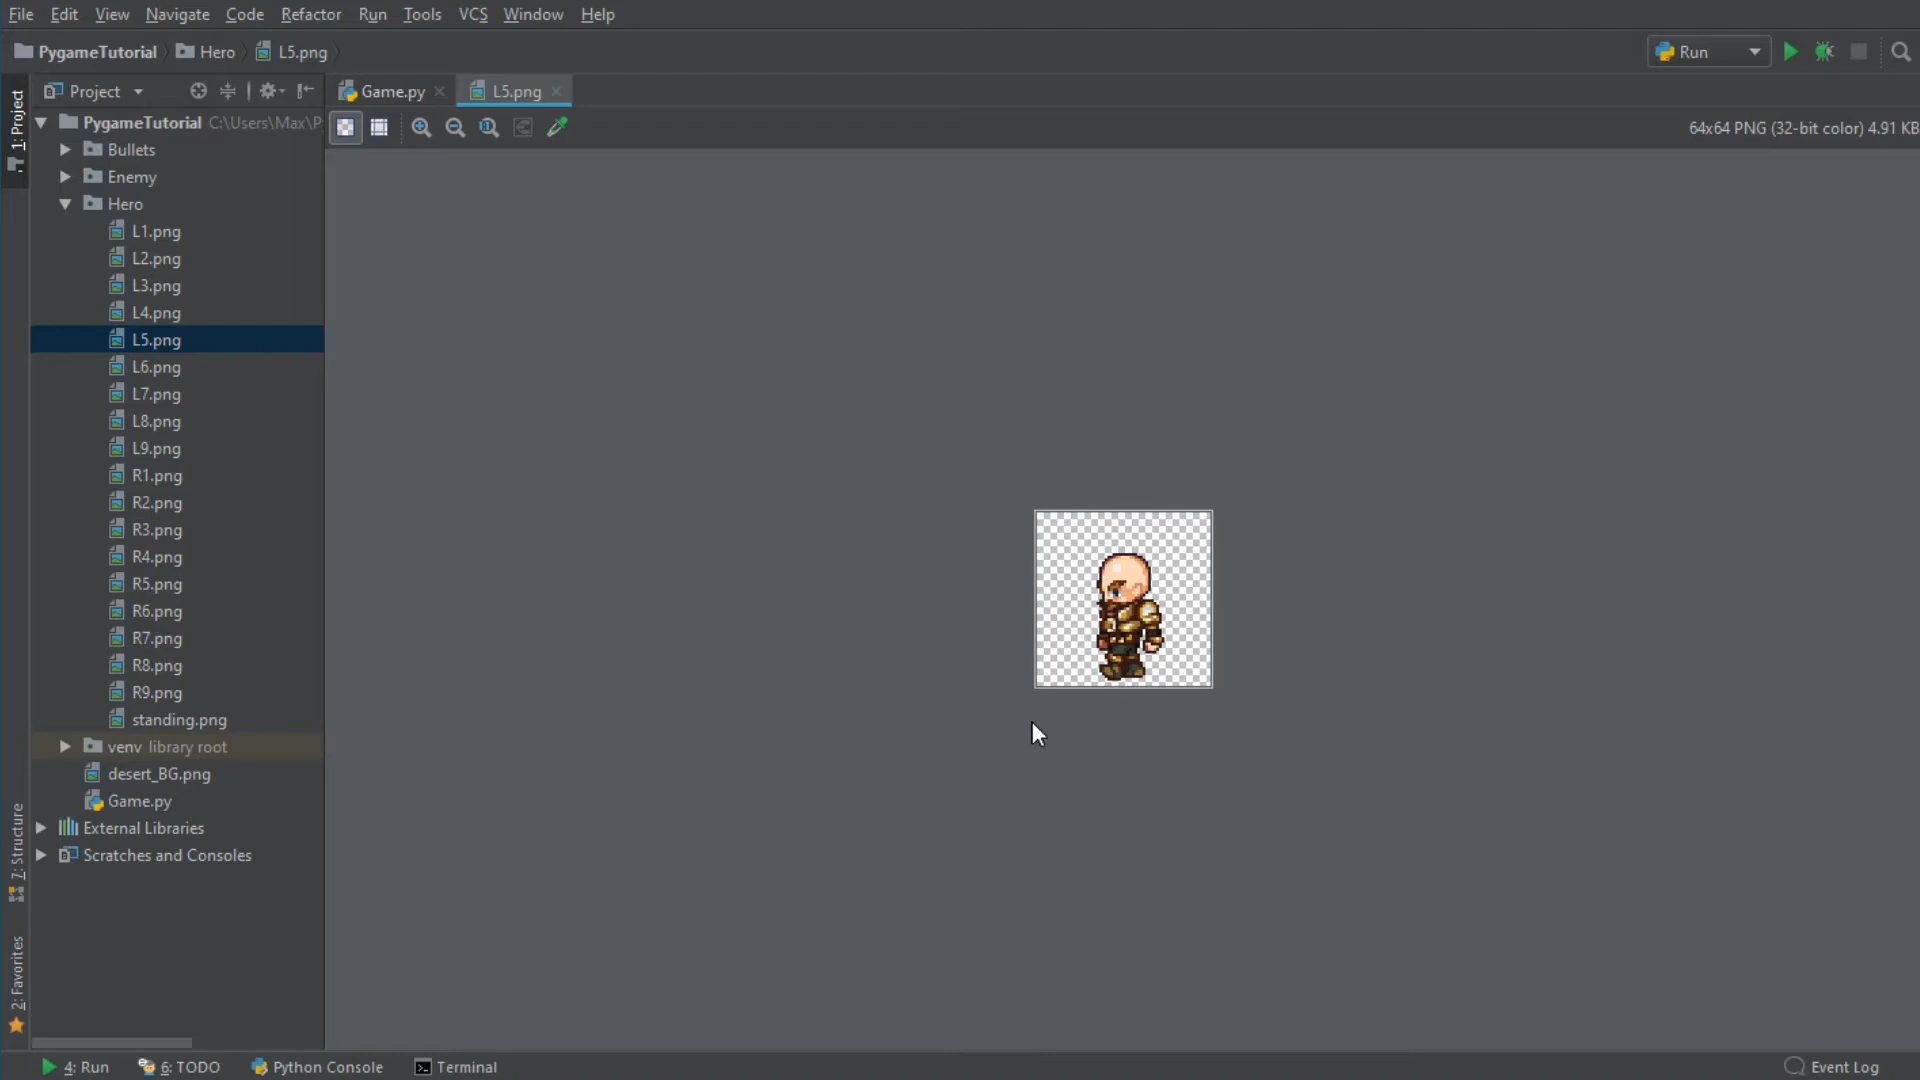 File Edit View Navigate Code Refactor Run Tools VCS Window Help
PygameTutorial Hero L5.png
Run
1: Project
Project
Game.py L5.png
64x64 PNG (32-bit color) 4.91 KB
PygameTutorial C:\Users\Max\P
Bullets
Enemy
Hero
L1.png
L2.png
L3.png
L4.png
L5.png
L6.png
L7.png
L8.png
L9.png
R1.png
R2.png
R3.png
R4.png
R5.png
R6.png
R7.png
R8.png
R9.png
standing.png
venv library root
desert_BG.png
Game.py
External Libraries
Scratches and Consoles
7: Structure
2: Favorites
4: Run 6: TODO Python Console Terminal Event Log